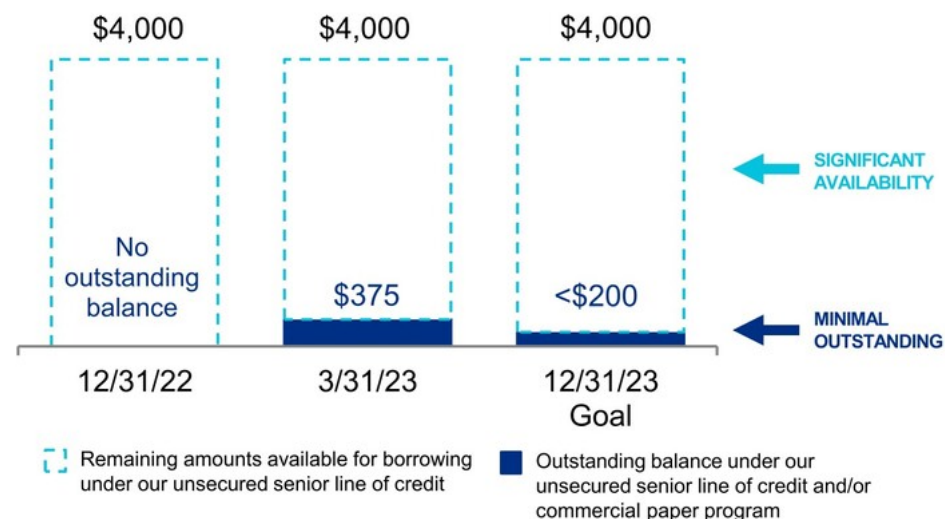 $4,000 $4,000 $4,000
SIGNIFICANT
AVAILABILITY
No
outstanding
balance
$375
<$200
MINIMAL
OUTSTANDING
12/31/22 3/31/23 12/31/23
Goal
Remaining amounts available for borrowing
under our unsecured senior line of credit
Outstanding balance under our
unsecured senior line of credit and/or
commercial paper program